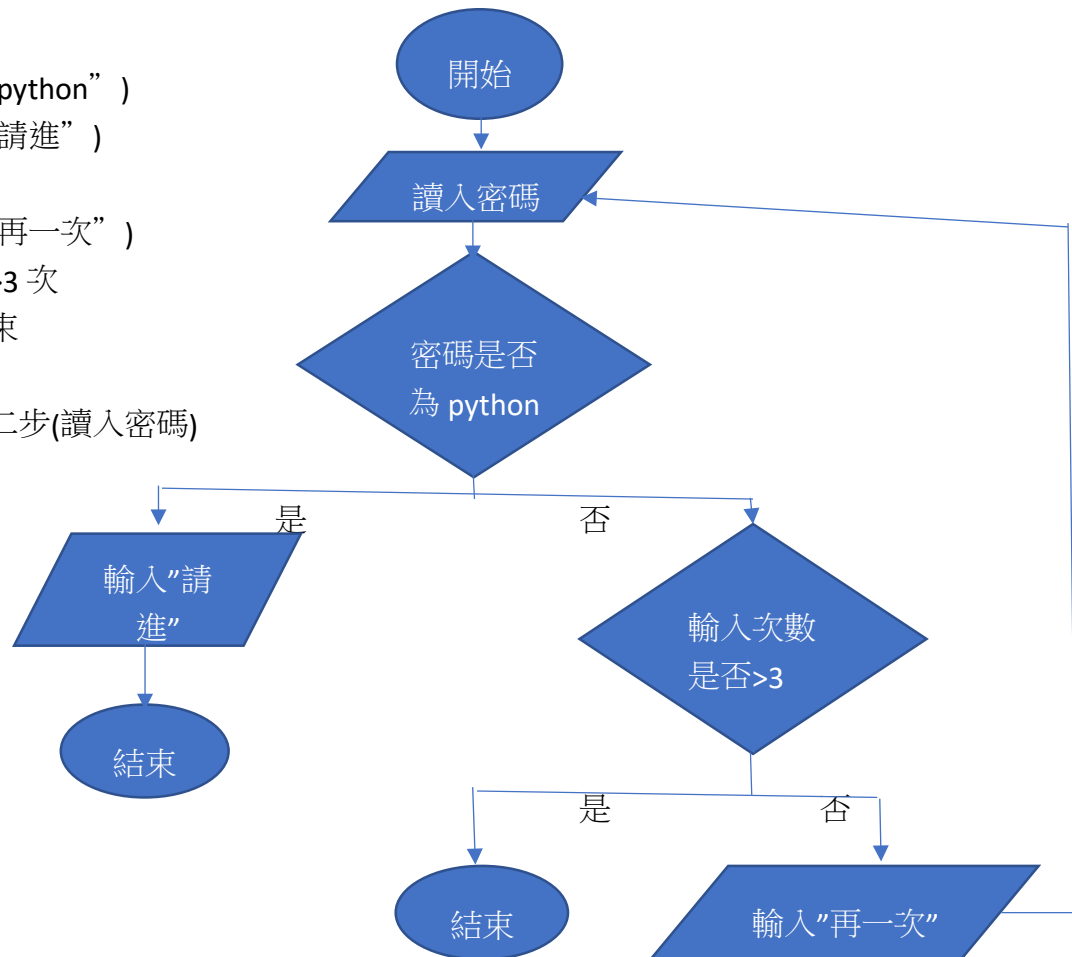 python”)
請進”)
再一次”)
3 次
束
二步(讀入密碼)
開始
讀入密碼
密碼是否
為 python
是
否
輸入”請
進”
輸入次數
是否>3
結束
是
否
結束
輸入”再一次”